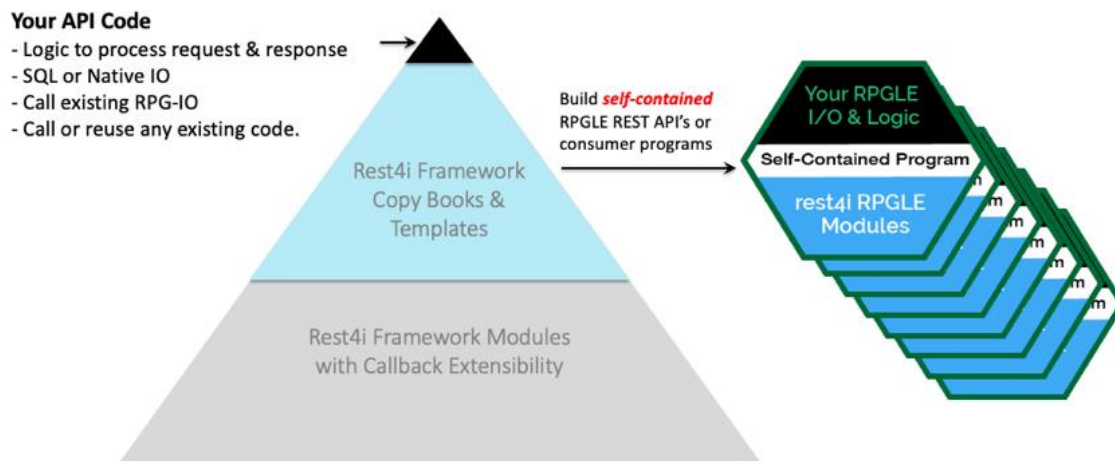 Your API Code
- Logic to process request & response
- SQL or Native IO
- Call existing RPG-IO
- Call or reuse any existing code.
Rest4i Framework
Copy Books &
Templates
Rest4i Framework Modules
with Callback Extensibility
Build self-contained
RPGLE REST API's or
consumer programs
Your RPGLE
I/O & Logic
Self-Contained Program
rest4i RPGLE
Modules
m
m
m
m
m
m
m